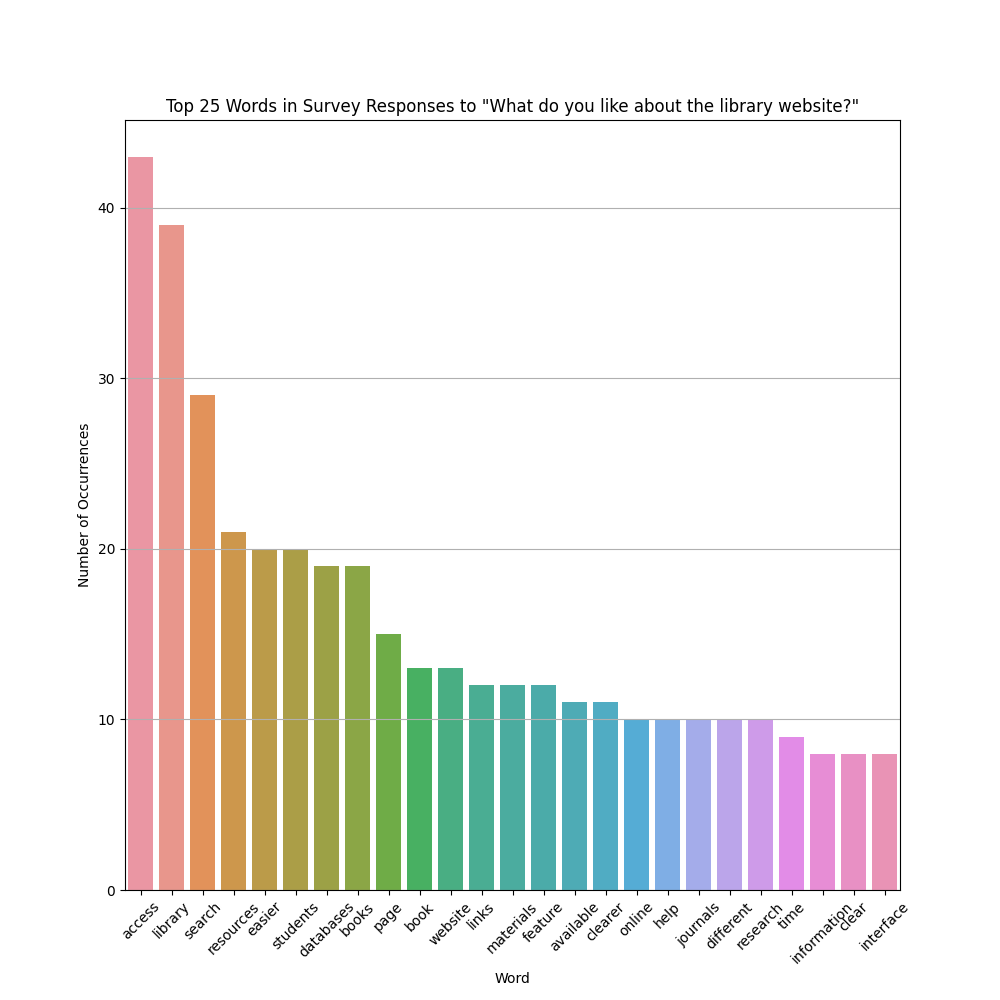 Top 25 Words in Survey Responses to "What do you like about the library website?"
Number of Occurrences
40
30
20
10
0
access
library
search
resources
easier
students
databases
books
page
book
website
links
materials
feature
available
clearer
online
help
journals
different
research
time
information
clear
interface
Word